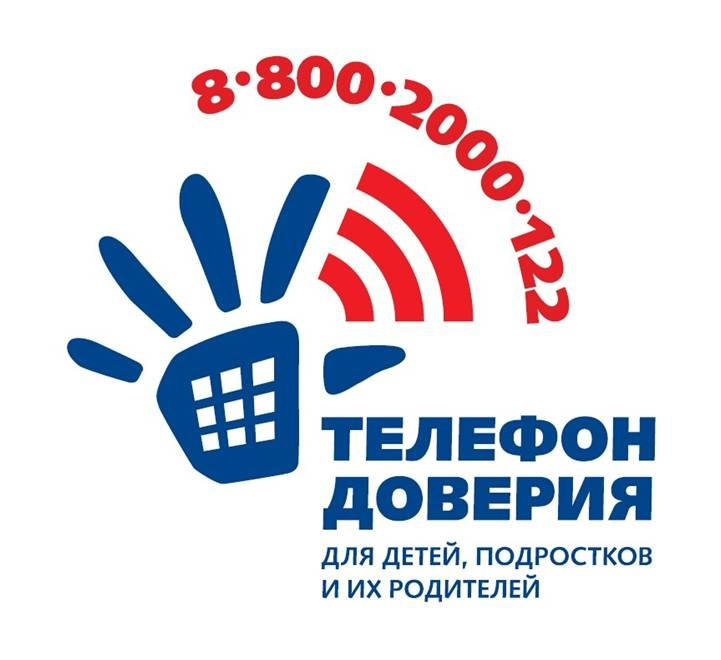 8·800·2000·122
ТЕЛЕФОН
ДОВЕРИЯ
ДЛЯ ДЕТЕЙ, ПОДРОСТКОВ
И ИХ РОДИТЕЛЕЙ